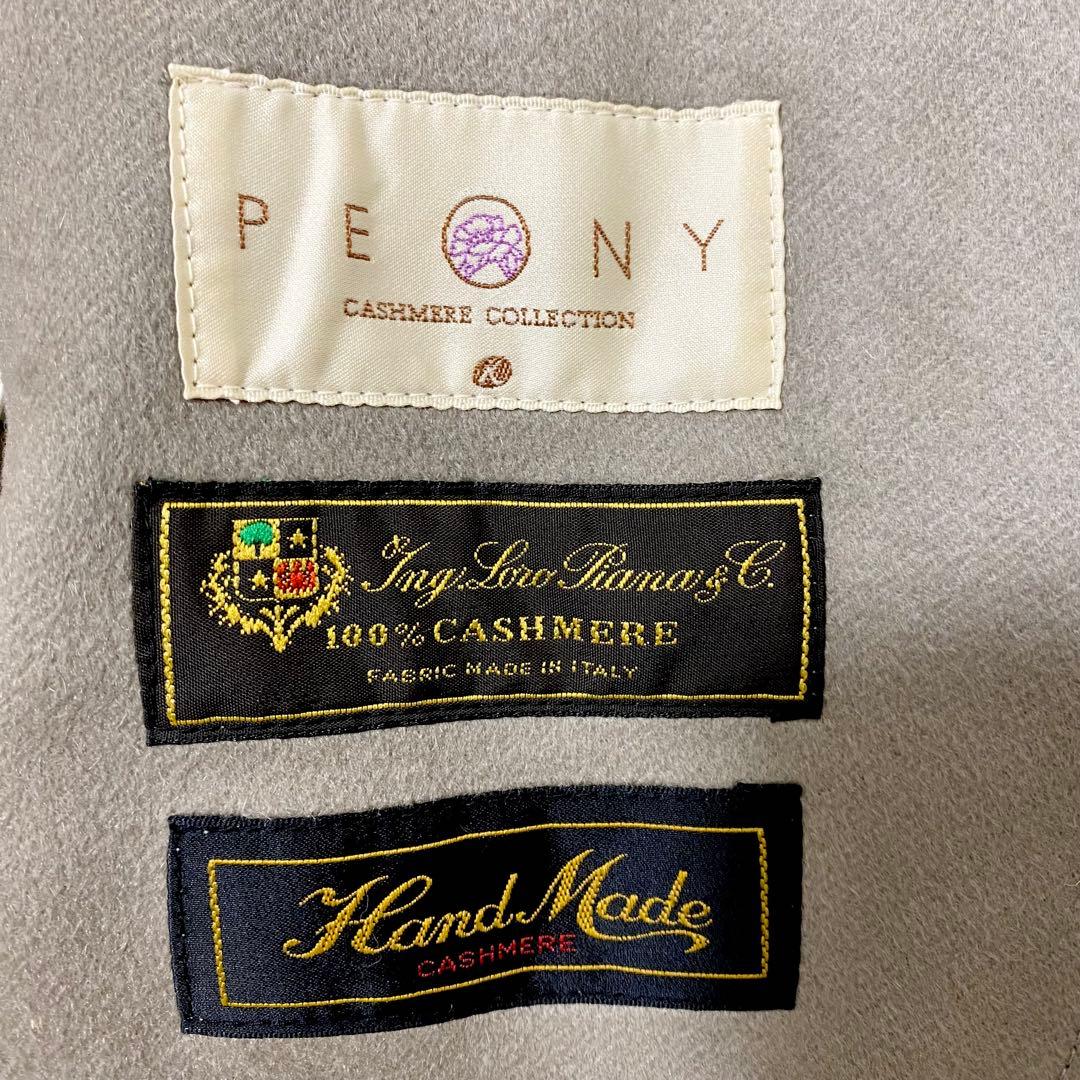 PEONY
CASHMERE COLLECTION
Ing. Loro Piana & C.
100% CASHMERE
FABRIC MADE IN ITALY
Hand Made
CASHMERE